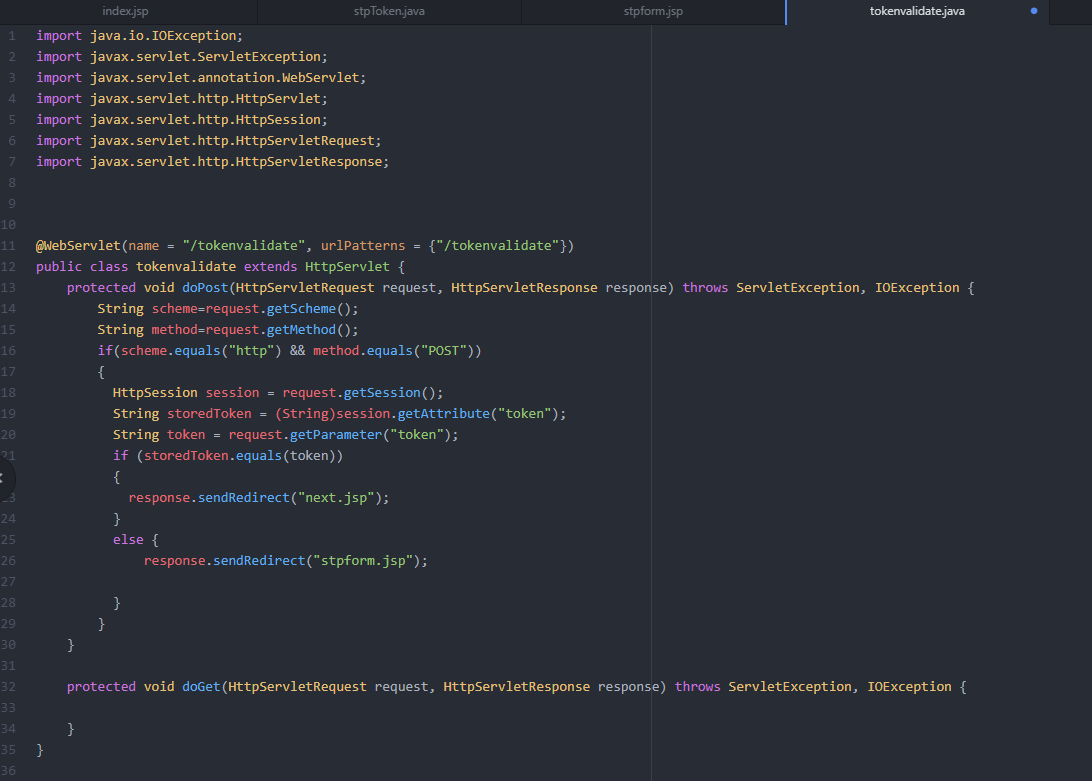 index.jsp stpToken.java stpform.jsp tokenvalidate.java
1 import java.io.IOException;
2 import javax.servlet.ServletException;
3 import javax.servlet.annotation.WebServlet;
4 import javax.servlet.http.HttpServlet;
5 import javax.servlet.http.HttpSession;
6 import javax.servlet.http.HttpServletRequest;
7 import javax.servlet.http.HttpServletResponse;
8
9
10
11 @WebServlet(name = "/tokenvalidate", urlPatterns = {"/tokenvalidate"})
12 public class tokenvalidate extends HttpServlet {
13     protected void doPost(HttpServletRequest request, HttpServletResponse response) throws ServletException, IOException {
14         String scheme=request.getScheme();
15         String method=request.getMethod();
16         if(scheme.equals("http") && method.equals("POST"))
17         {
18           HttpSession session = request.getSession();
19           String storedToken = (String)session.getAttribute("token");
20           String token = request.getParameter("token");
21           if (storedToken.equals(token))
          {
23             response.sendRedirect("next.jsp");
24           }
25           else {
26               response.sendRedirect("stpform.jsp");
27
28           }
29         }
30     }
31
32     protected void doGet(HttpServletRequest request, HttpServletResponse response) throws ServletException, IOException {
33
34     }
35 }
36